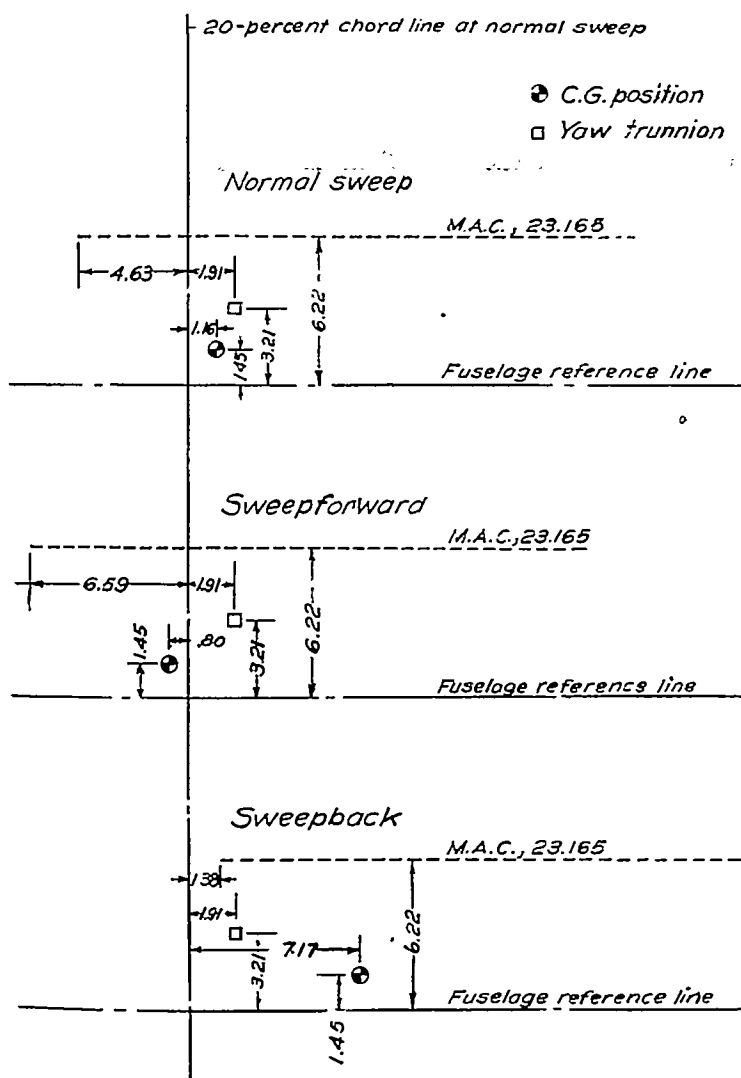 20-percent chord line at normal sweep
C.G. position
Yaw trunnion
Normal sweep
M.A.C., 23.165
4.63
1.91
1.16
1.45
3.21
6.22
Fuselage reference line
Sweepforward
M.A.C., 23.165
6.59
1.91
.80
1.45
3.21
6.22
Fuselage reference line
Sweepback
M.A.C., 23.165
1.38
1.91
7.17
3.21
6.22
1.45
Fuselage reference line